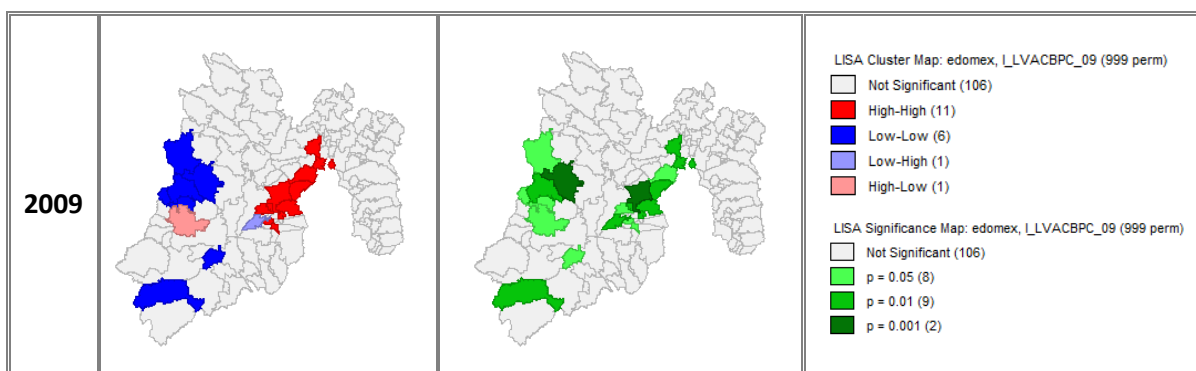 2009
LISA Cluster Map: edomex, I_LVACBPC_09 (999 perm)
Not Significant (106)
High-High (11)
Low-Low (6)
Low-High (1)
High-Low (1)
LISA Significance Map: edomex, I_LVACBPC_09 (999 perm)
Not Significant (106)
p = 0.05 (8)
p = 0.01 (9)
p = 0.001 (2)